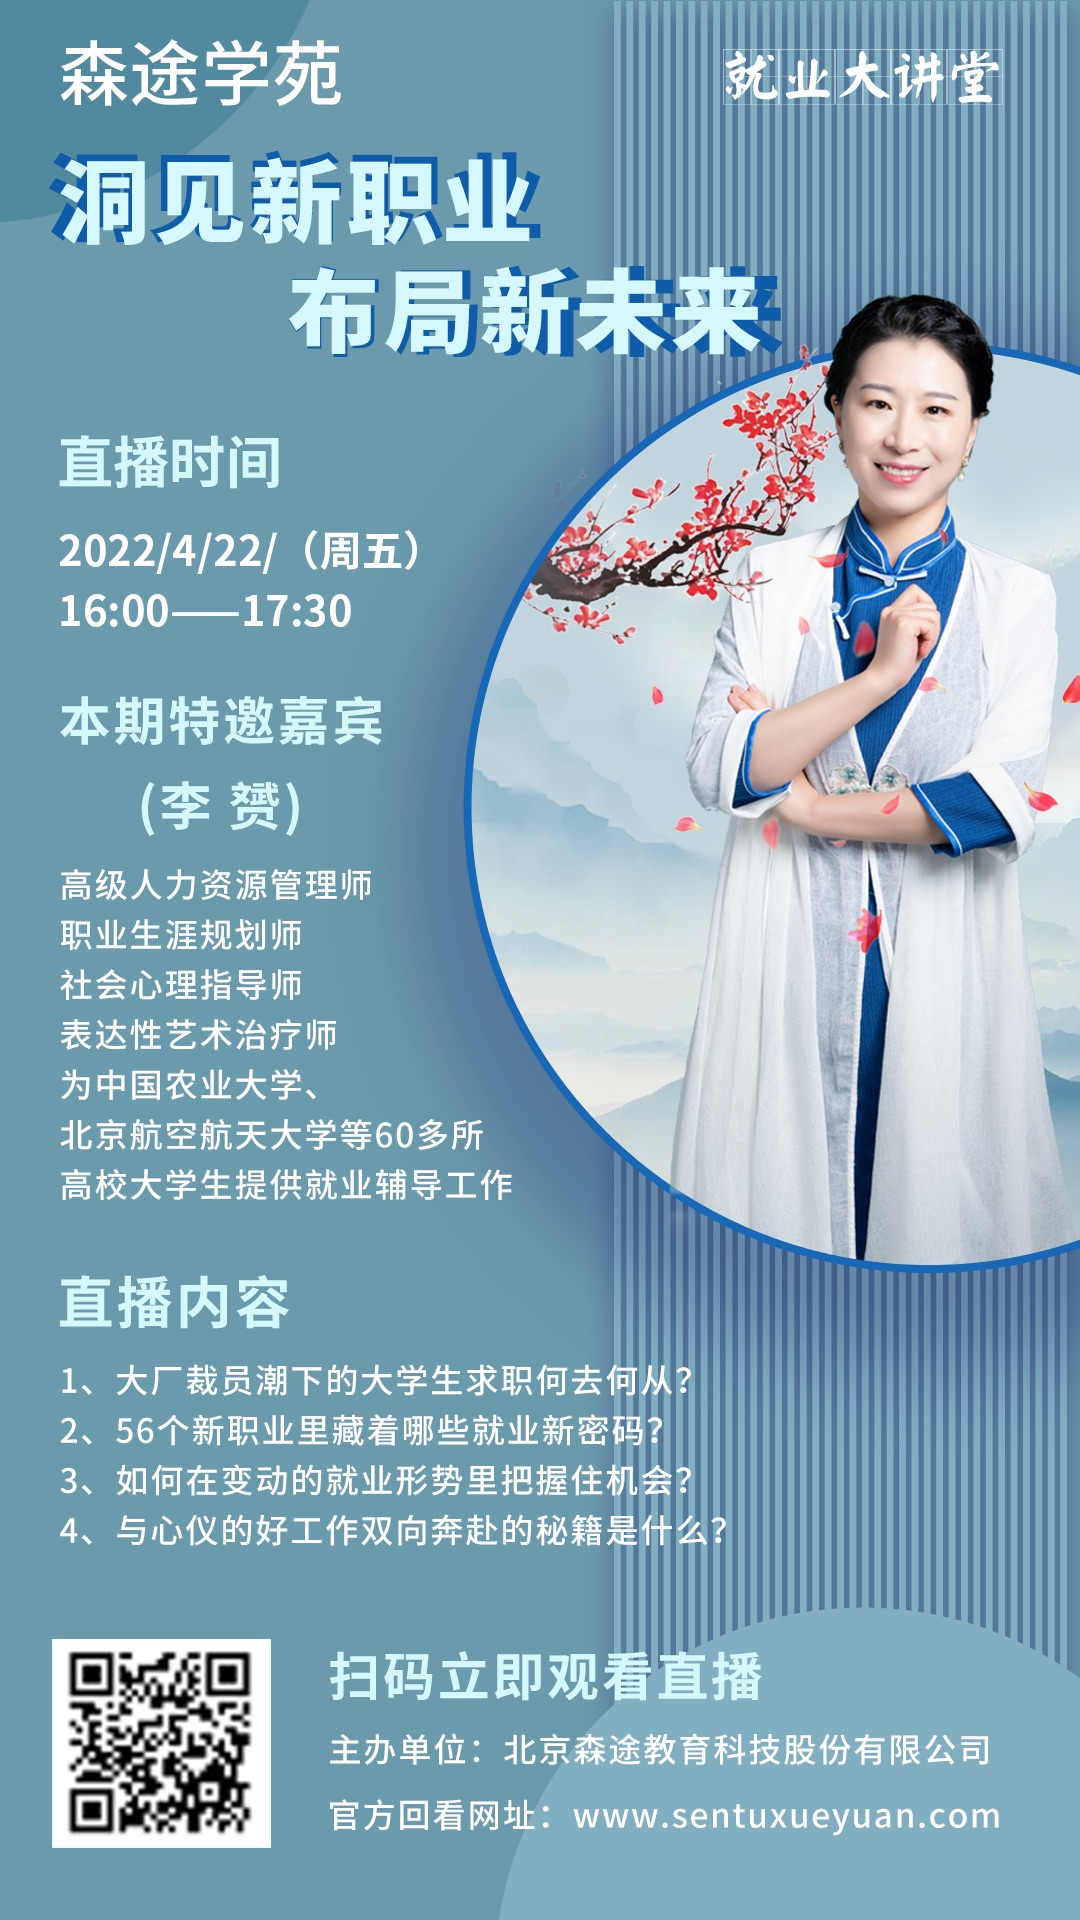 森途学苑
就业大讲堂
洞见新职业
布局新未来
直播时间
2022/4/22/（周五）
16:00——17:30
本期特邀嘉宾
(李 赟)
高级人力资源管理师
职业生涯规划师
社会心理指导师
表达性艺术治疗师
为中国农业大学、
北京航空航天大学等60多所
高校大学生提供就业辅导工作
直播内容
1、大厂裁员潮下的大学生求职何去何从？
2、56个新职业里藏着哪些就业新密码？
3、如何在变动的就业形势里把握住机会？
4、与心仪的好工作双向奔赴的秘籍是什么？
扫码立即观看直播
主办单位：北京森途教育科技股份有限公司
官方回看网址：www.sentuxueyuan.com